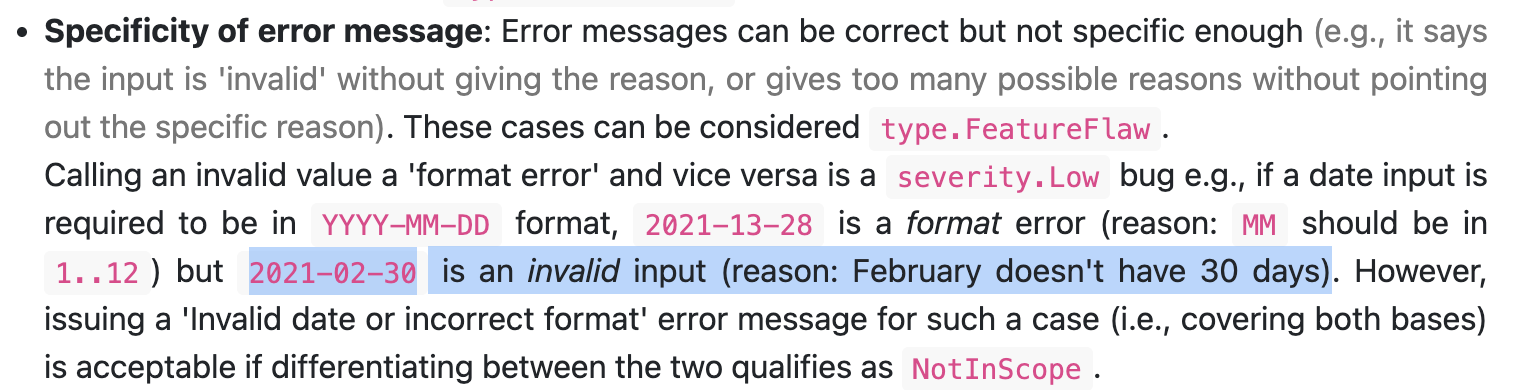 • Specificity of error message: Error messages can be correct but not specific enough (e.g., it says
the input is 'invalid' without giving the reason, or gives too many possible reasons without pointing
out the specific reason). These cases can be considered type.FeatureFlaw .
Calling an invalid value a 'format error' and vice versa is a severity.Low bug e.g., if a date input is
required to be in YYYY-MM-DD format, 2021-13-28 is a format error (reason: MM should be in
1..12 ) but 2021-02-30 is an invalid input (reason: February doesn't have 30 days). However,
issuing a 'Invalid date or incorrect format' error message for such a case (i.e., covering both bases)
is acceptable if differentiating between the two qualifies as NotInScope .